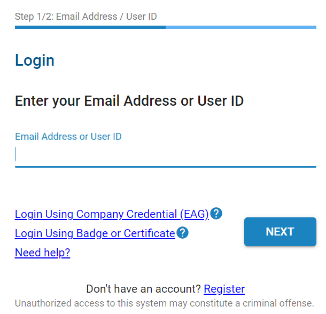 Step 1/2: Email Address / User ID
Login
Enter your Email Address or User ID
Email Address or User ID
Login Using Company Credential (EAG) ?
Login Using Badge or Certificate ?
NEXT
Need help?
Don't have an account? Register
Unauthorized access to this system may constitute a criminal offense.